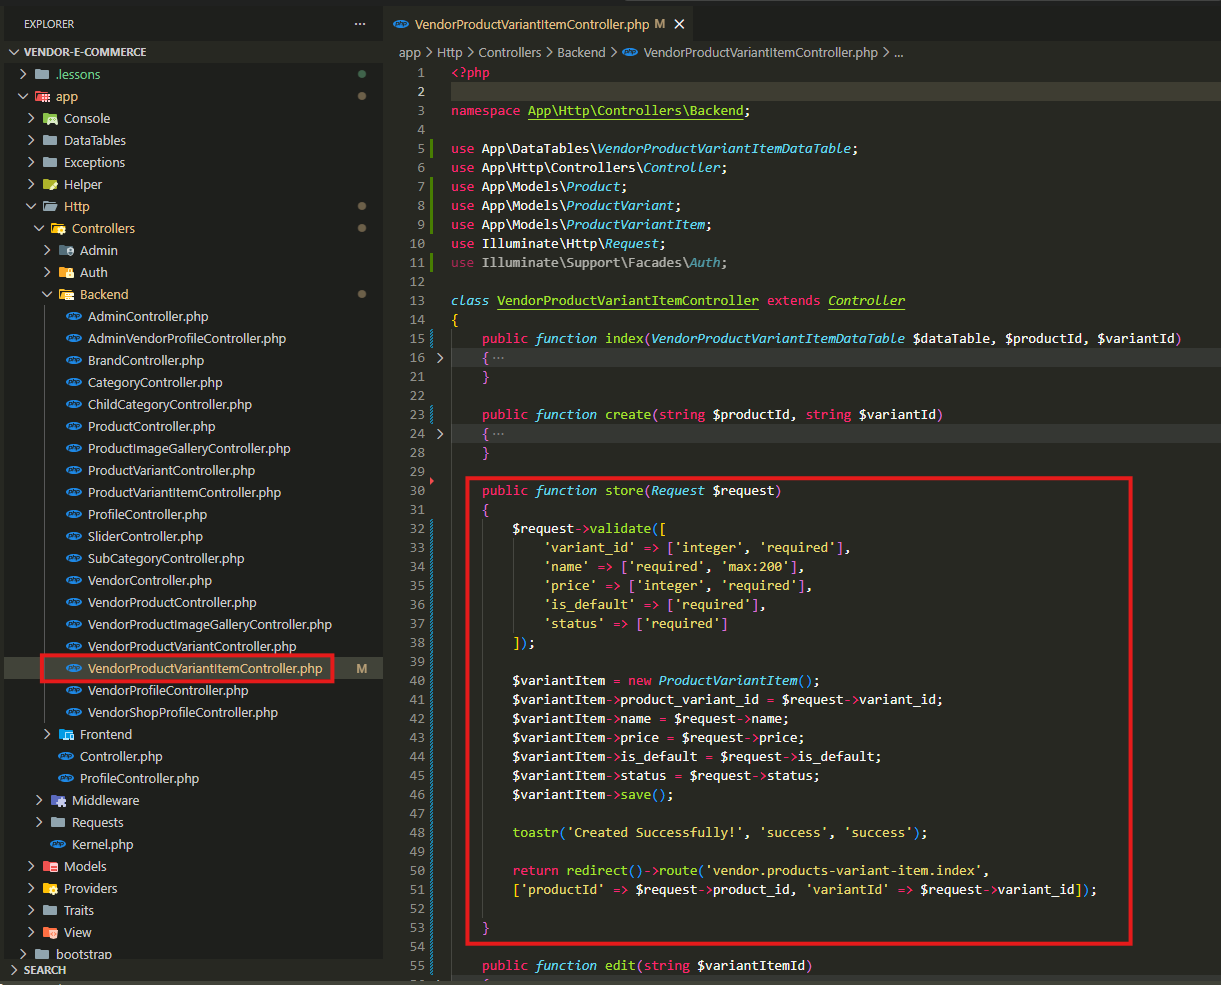 EXPLORER
VendorProductVariantItemController.php M
VENDOR-E-COMMERCE
.lessons
app
Console
DataTables
Exceptions
Helper
Http
Controllers
Admin
Auth
Backend
AdminController.php
AdminVendorProfileController.php
BrandController.php
CategoryController.php
ChildCategoryController.php
ProductController.php
ProductImageGalleryController.php
ProductVariantController.php
ProductVariantItemController.php
ProfileController.php
SliderController.php
SubCategoryController.php
VendorController.php
VendorProductController.php
VendorProductImageGalleryController.php
VendorProductVariantController.php
VendorProductVariantItemController.php M
VendorProfileController.php
VendorShopProfileController.php
Frontend
Controller.php
ProfileController.php
Middleware
Requests
Kernel.php
Models
Providers
Traits
View
bootstrap
SEARCH
app > Http > Controllers > Backend > VendorProductVariantItemController.php > ...
1 <?php
2
3 namespace App\Http\Controllers\Backend;
4
5 use App\DataTables\VendorProductVariantItemDataTable;
6 use App\Http\Controllers\Controller;
7 use App\Models\Product;
8 use App\Models\ProductVariant;
9 use App\Models\ProductVariantItem;
10 use Illuminate\Http\Request;
11 use Illuminate\Support\Facades\Auth;
12
13 class VendorProductVariantItemController extends Controller
14 {
15 public function index(VendorProductVariantItemDataTable $dataTable, $productId, $variantId)
16 { ...
21 }
22
23 public function create(string $productId, string $variantId)
24 { ...
28 }
29
30 public function store(Request $request)
31 {
32 $request->validate([
33 'variant_id' => ['integer', 'required'],
34 'name' => ['required', 'max:200'],
35 'price' => ['integer', 'required'],
36 'is_default' => ['required'],
37 'status' => ['required']
38 ]);
39
40 $variantItem = new ProductVariantItem();
41 $variantItem->product_variant_id = $request->variant_id;
42 $variantItem->name = $request->name;
43 $variantItem->price = $request->price;
44 $variantItem->is_default = $request->is_default;
45 $variantItem->status = $request->status;
46 $variantItem->save();
47
48 toastr('Created Successfully!', 'success', 'success');
49
50 return redirect()->route('vendor.products-variant-item.index',
51 ['productId' => $request->product_id, 'variantId' => $request->variant_id]);
52
53 }
54
55 public function edit(string $variantItemId)